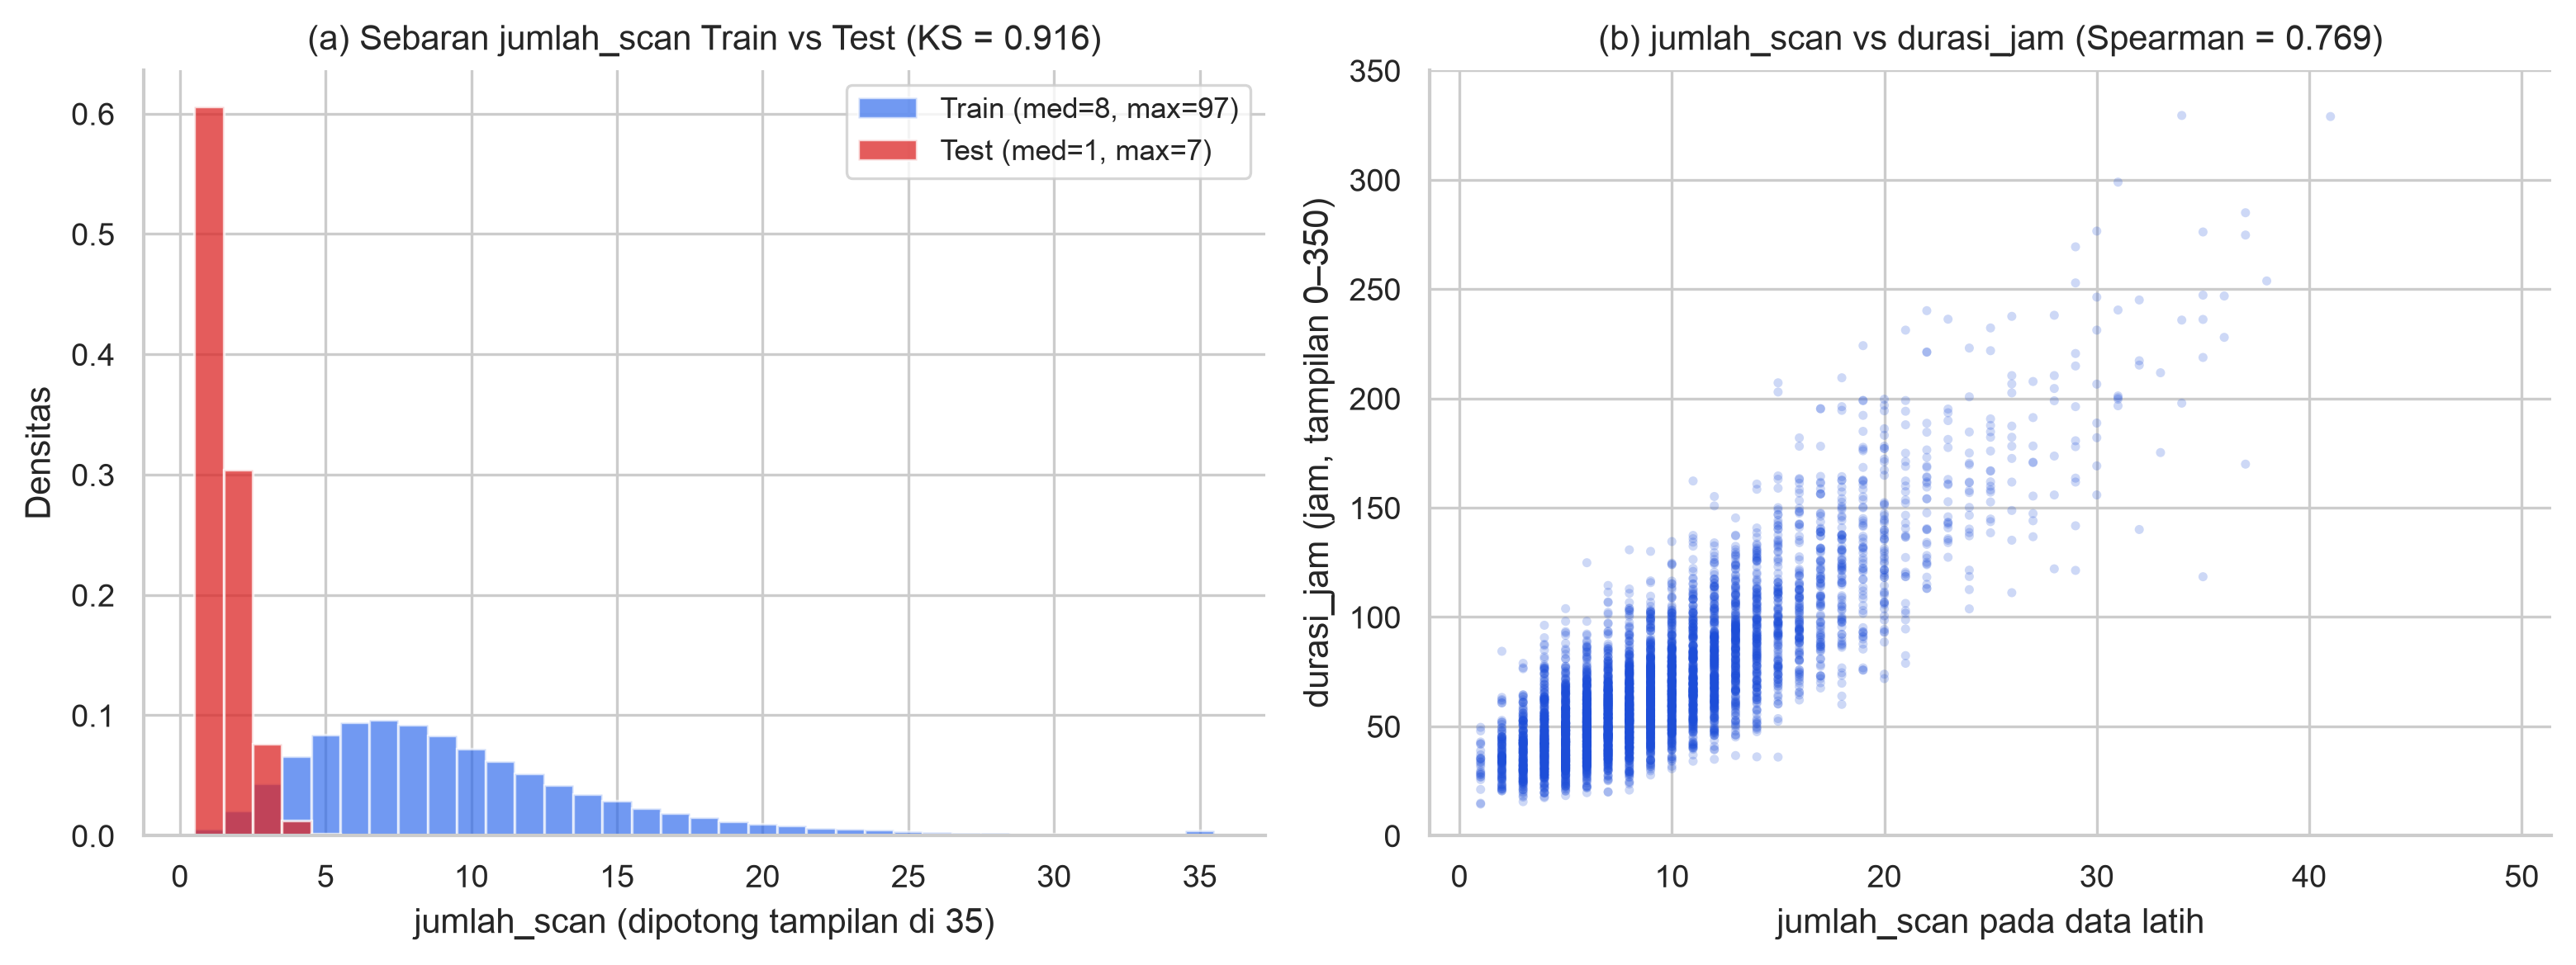 (a) Sebaran jumlah_scan Train vs Test (KS = 0.916)
Train (med=8, max=97)
Test (med=1, max=7)
Densitas
0.6
0.5
0.4
0.3
0.2
0.1
0.0
0 5 10 15 20 25 30 35
jumlah_scan (dipotong tampilan di 35)
(b) jumlah_scan vs durasi_jam (Spearman = 0.769)
durasi_jam (jam, tampilan 0–350)
350
300
250
200
150
100
50
0
0 10 20 30 40 50
jumlah_scan pada data latih